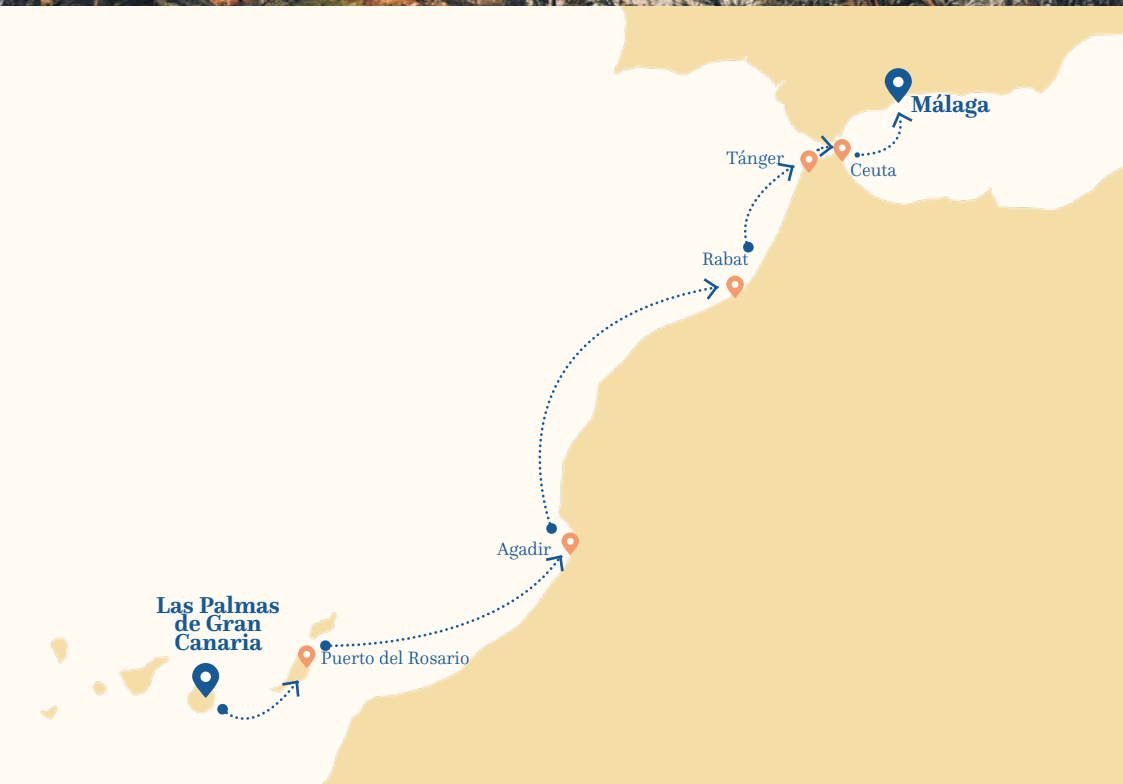 Málaga
Tánger
Ceuta
Rabat
Agadir
Las Palmas
de Gran
Canaria
Puerto del Rosario